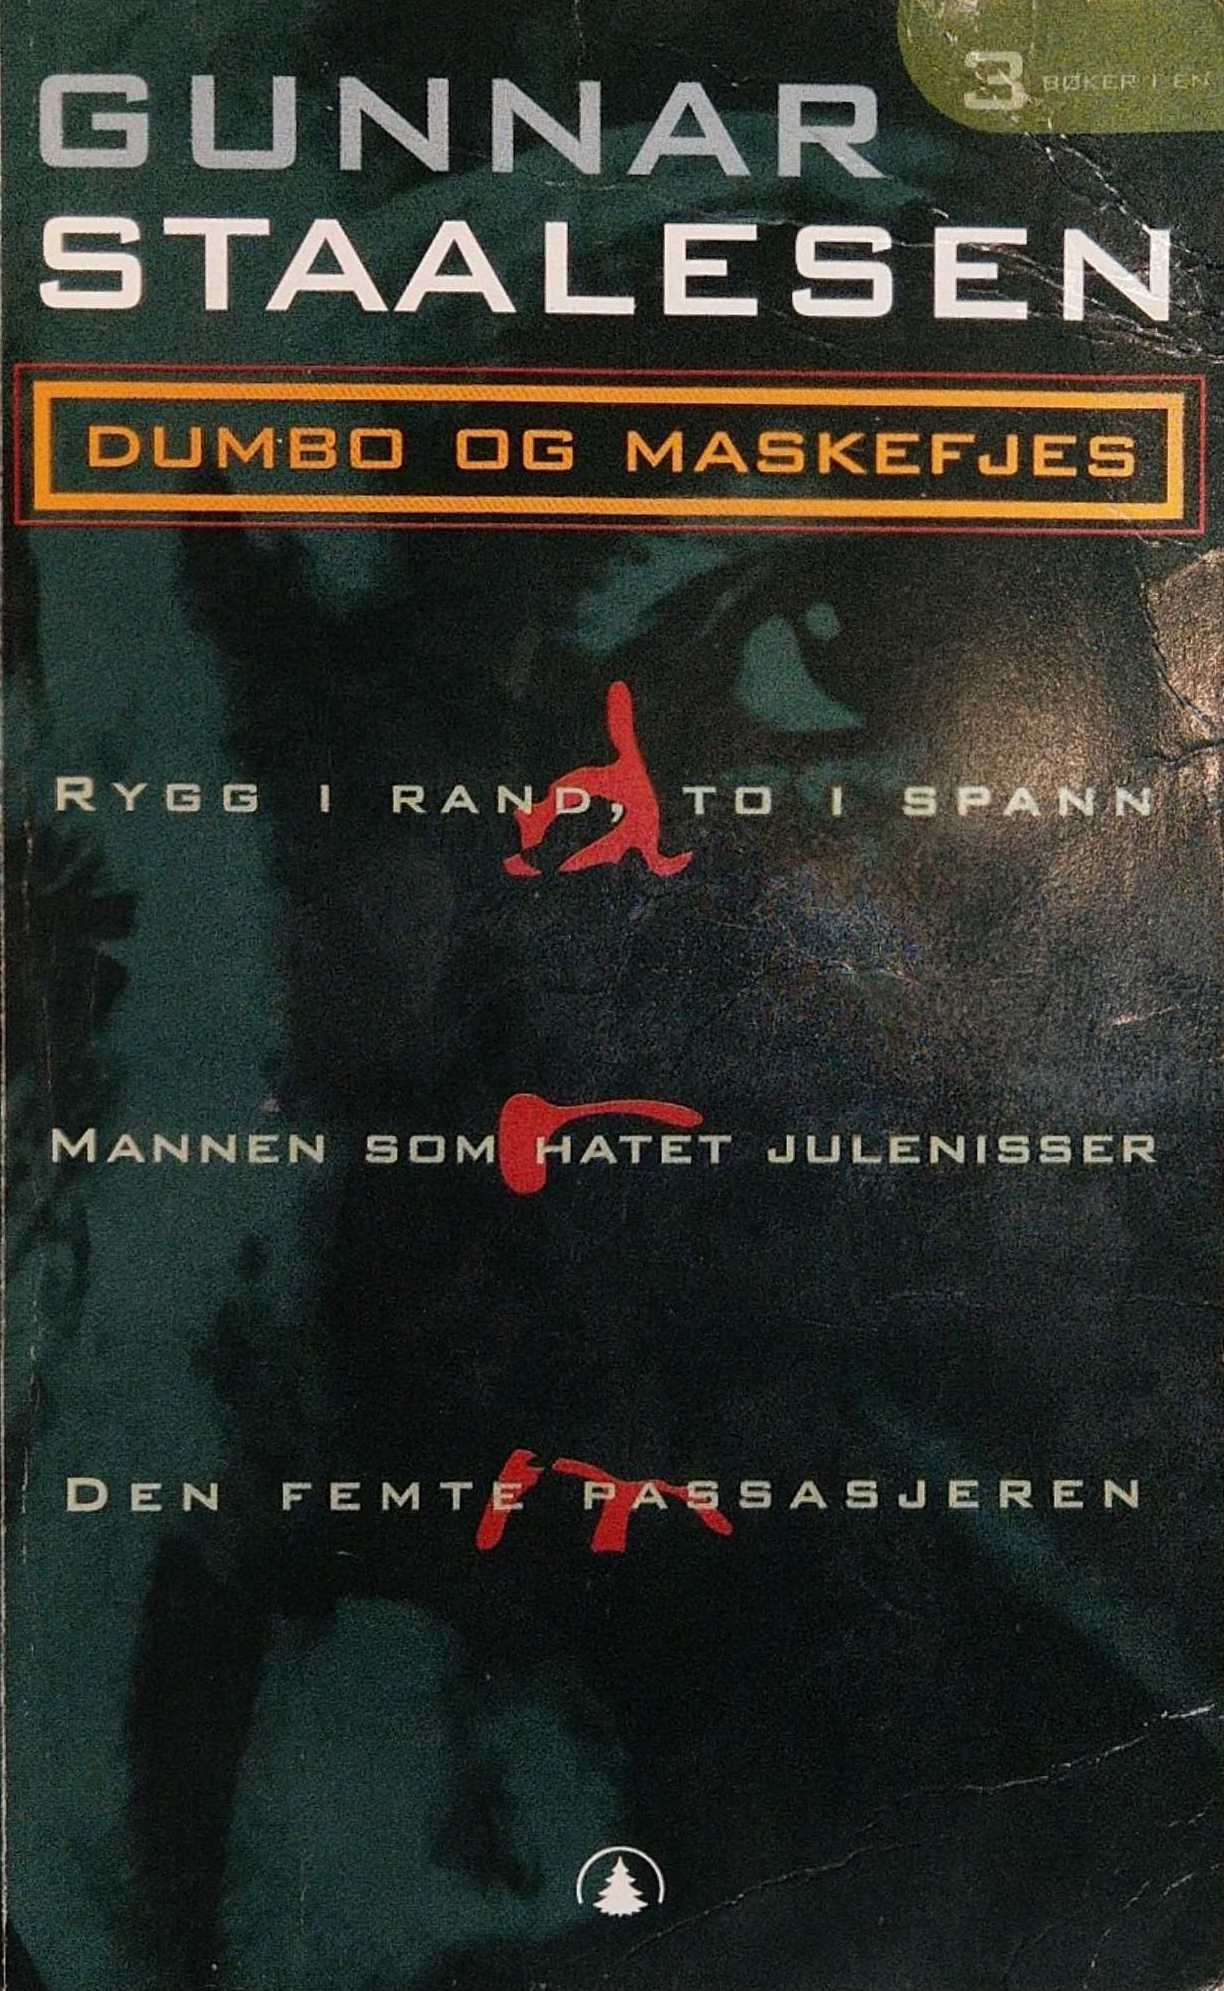 3 BØKER I EN
GUNNAR
STAALESEN
DUMBO OG MASKEFJES
RYGG I RAND, TO I SPANN
MANNEN SOM HATET JULENISSER
DEN FEMTE PASSASJEREN